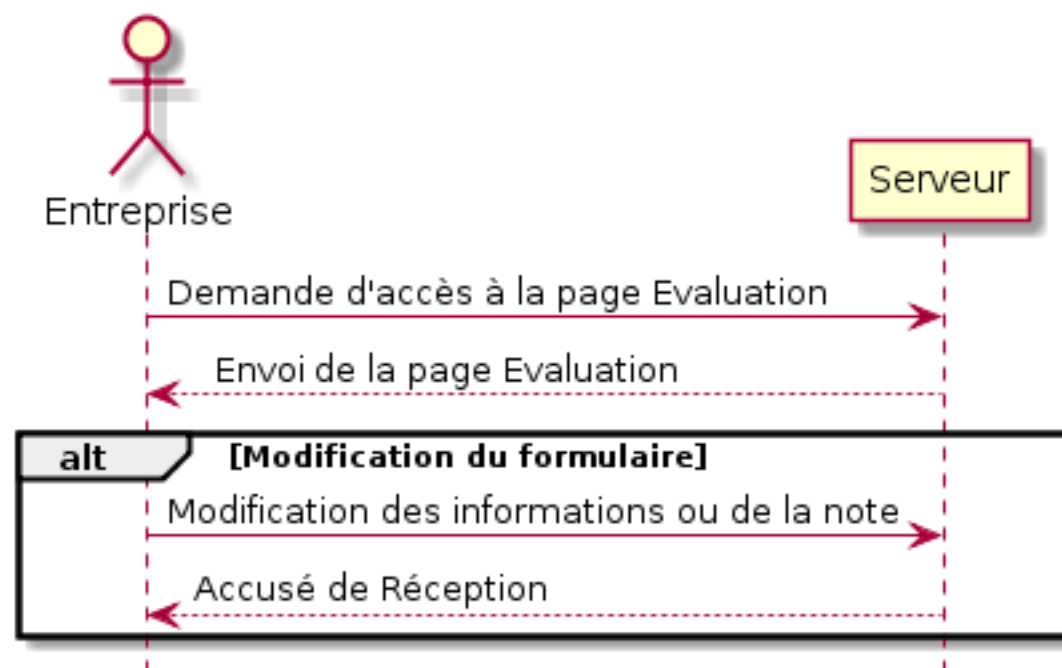 Entreprise
Serveur
Demande d'accès à la page Evaluation
Envoi de la page Evaluation
alt [Modification du formulaire]
Modification des informations ou de la note
Accusé de Réception